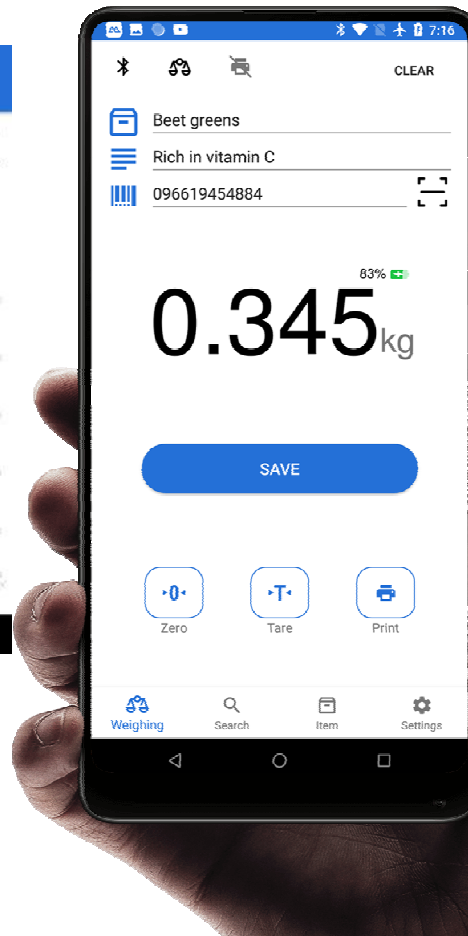 7:16
CLEAR
Beet greens
Rich in vitamin C
096619454884
83%
0.345kg
SAVE
0
T
Zero
Tare
Print
Weighing
Search
Item
Settings